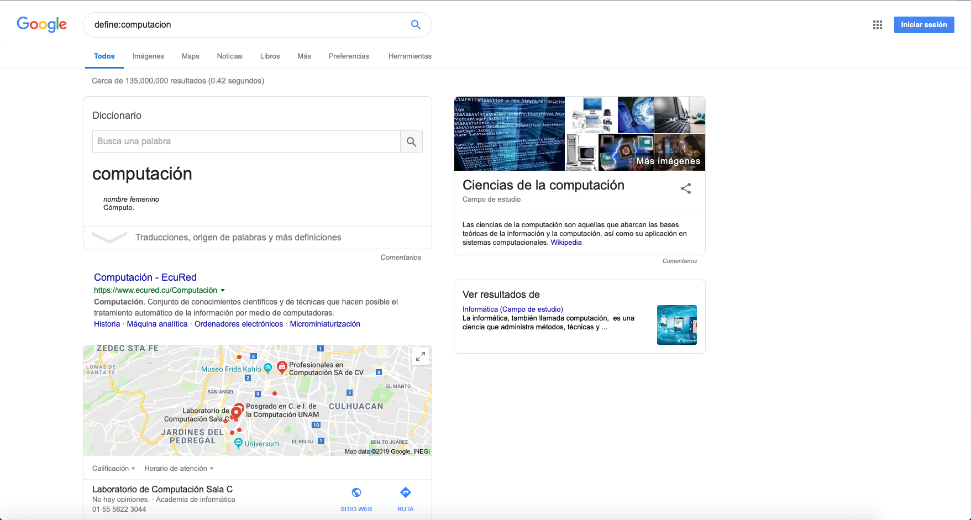 Google
define:computacion
Iniciar sesión
Todos Imágenes Maps Noticias Libros Más Preferencias Herramientas
Cerca de 135,000,000 resultados (0.42 segundos)
Diccionario
Busca una palabra
computación
nombre femenino
Cómputo.
Traducciones, origen de palabras y más definiciones
Comentarios
Computación - EcuRed
https://www.ecured.cu/Computación
Computación. Conjunto de conocimientos científicos y de técnicas que hacen posible el
tratamiento automático de la información por medio de computadoras.
Historia · Máquina analítica · Ordenadores electrónicos · Microminiaturización
ZEDEC STA FE
LOMAS DE
SANTA FE
Museo Frida Kahlo
Profesionales en
Computación SA de CV
EL MANTO
SAN ÁNGEL
CULHUACAN
Laboratorio de
Computación Sala C
Posgrado en C. e I. de
la Computación UNAM
JARDINES DEL
PEDREGAL
Universum
EL RELOJ
BENITO JUÁREZ
Map data ©2019 Google, INEGI
Calificación Horario de atención
Laboratorio de Computación Sala C
No hay opiniones. · Academia de informática
01 55 5622 3044
SITIO WEB
RUTA
Más imágenes
Ciencias de la computación
Campo de estudio
Las ciencias de la computación son aquellas que abarcan las bases
teóricas de la información y la computación, así como su aplicación en
sistemas computacionales. Wikipedia
Comentarios
Ver resultados de
Informática (Campo de estudio)
La informática, también llamada computación, es una
ciencia que administra métodos, técnicas y ...